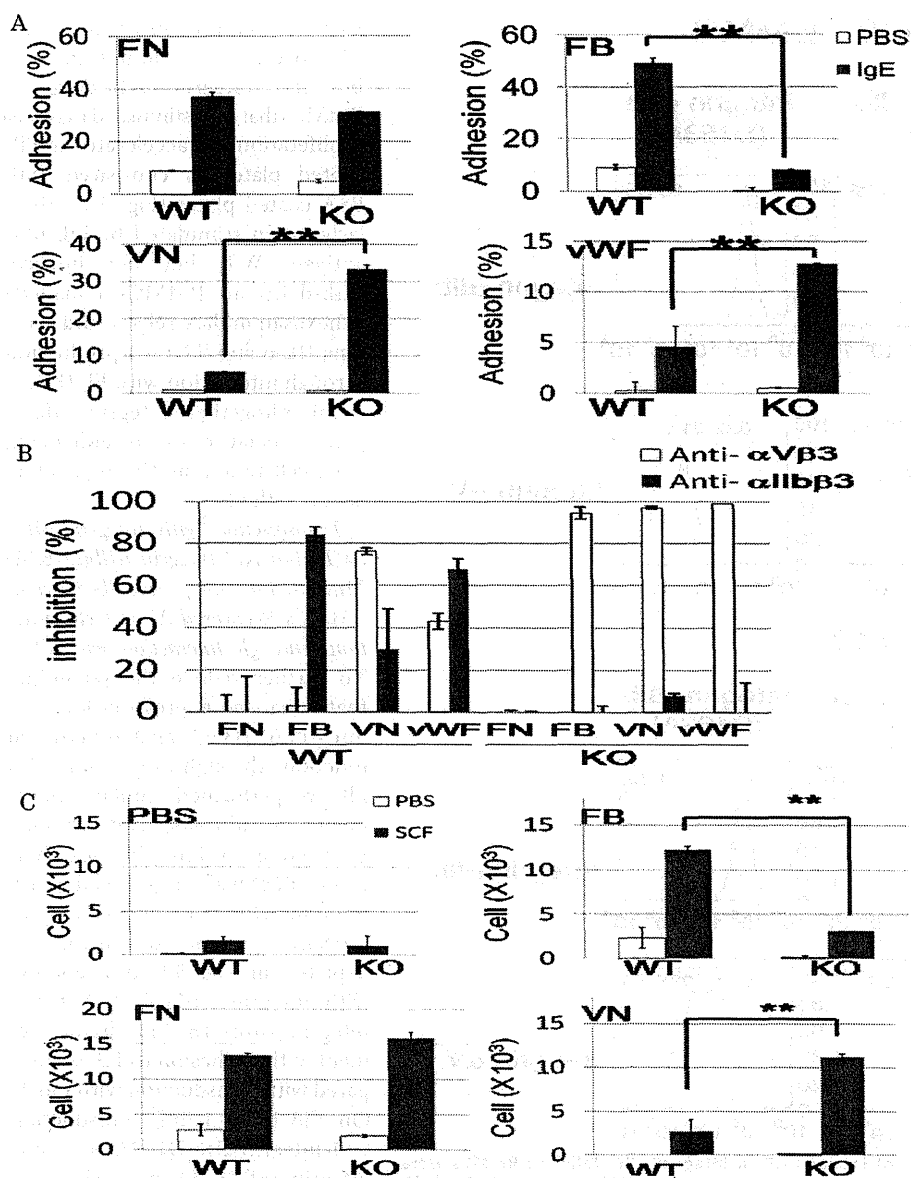 A
FN
Adhesion (%)
60
40
20
0
WT KO
FB
PBS
IgE
Adhesion (%)
60
40
20
0
**
WT KO
VN
Adhesion (%)
40
30
20
10
0
**
WT KO
vWF
Adhesion (%)
15
10
5
0
**
WT KO
B
Anti- αVβ3
Anti- αIIbβ3
inhibition (%)
100
80
60
40
20
0
FN FB VN vWF FN FB VN vWF
WT KO
C
PBS
PBS
SCF
Cell (X10³)
15
10
5
0
WT KO
FB
Cell (X10³)
15
10
5
0
**
WT KO
FN
Cell (X10³)
20
15
10
5
0
WT KO
VN
Cell (X10³)
15
10
5
0
**
WT KO